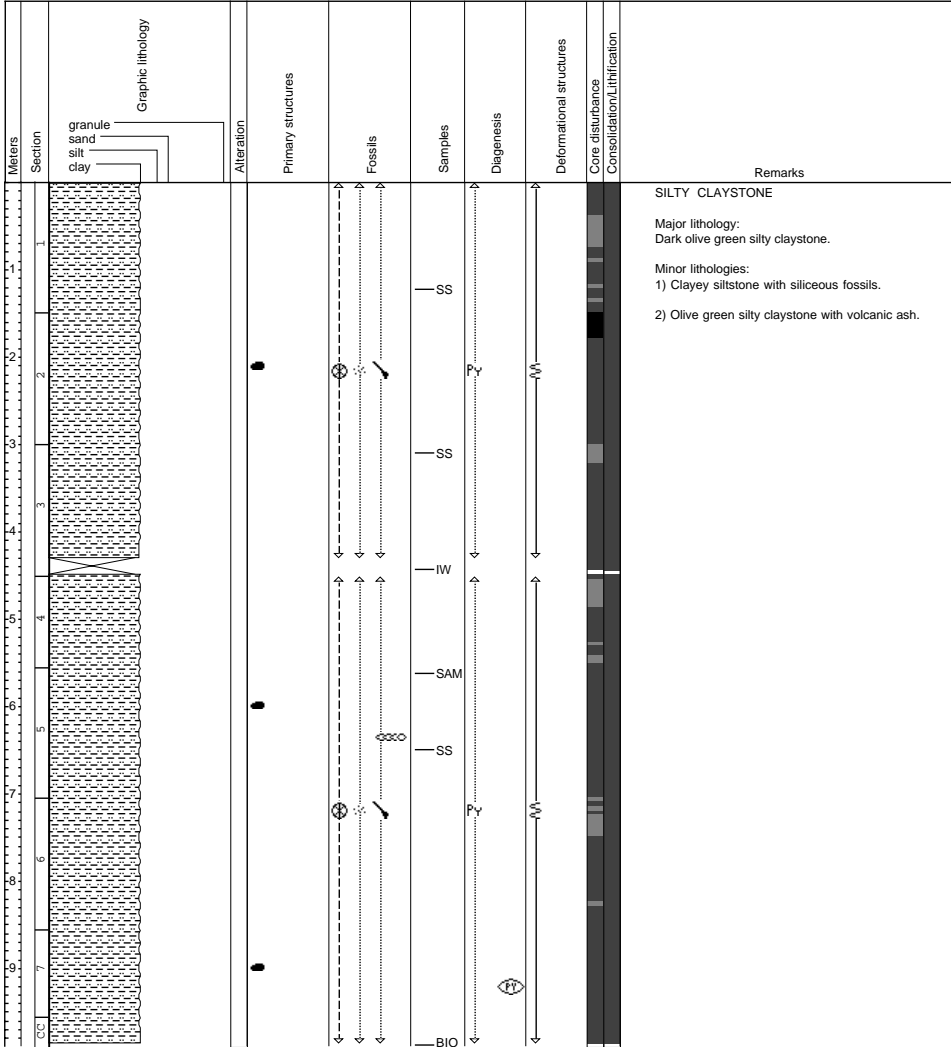 Meters
Section
Graphic lithology
granule
sand
silt
clay
Alteration
Primary structures
Fossils
Samples
Diagenesis
Deformational structures
Core disturbance
Consolidation/Lithification
Remarks
SILTY CLAYSTONE
Major lithology:
Dark olive green silty claystone.
Minor lithologies:
1) Clayey siltstone with siliceous fossils.
2) Olive green silty claystone with volcanic ash.
1
1
SS
2
2
Py
3
SS
3
4
IW
4
5
SAM
6
5
SS
7
Py
6
8
9
7
PY
CC
BIO